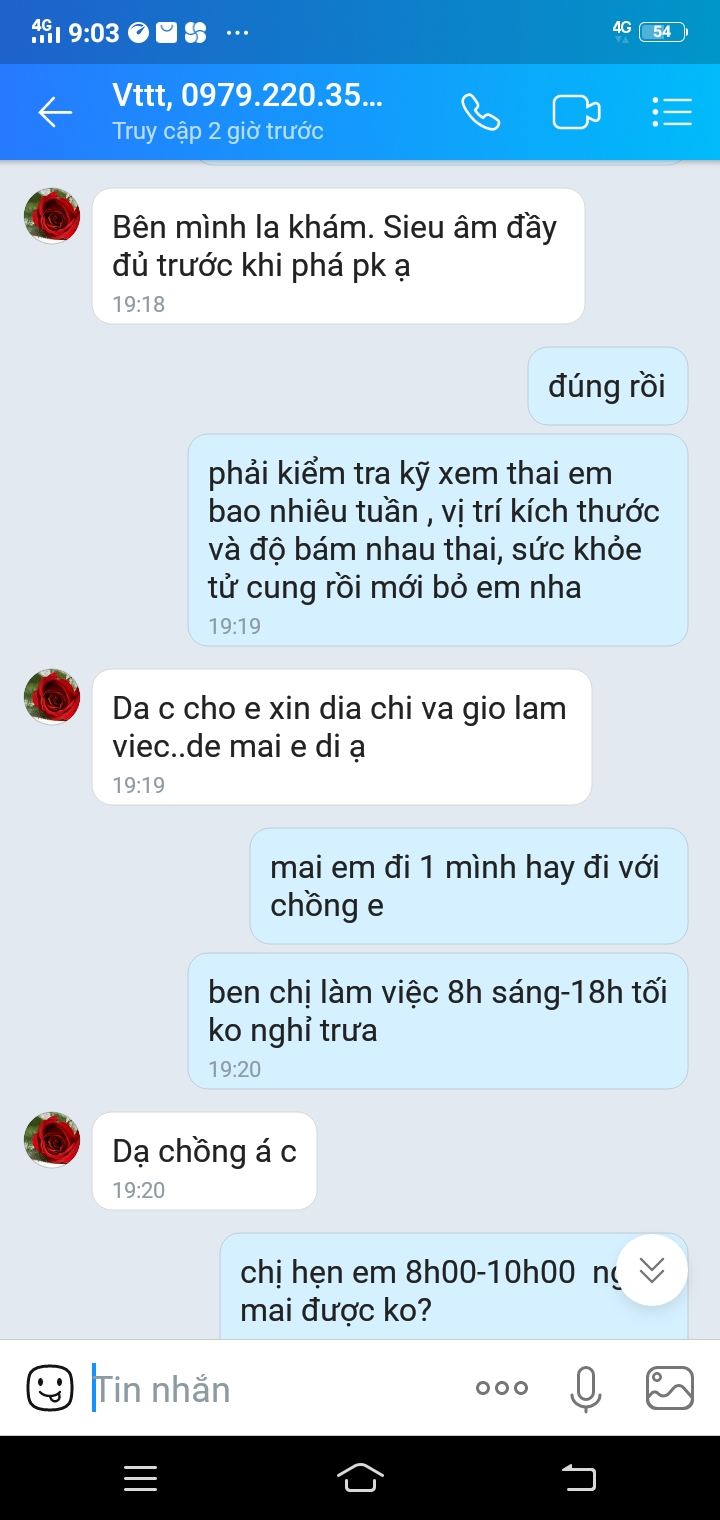 4G 9:03 ... 4G 54
Vttt, 0979.220.35...
Truy cập 2 giờ trước
Bên mình la khám. Sieu âm đầy
đủ trước khi phá pk ạ
19:18
đúng rồi
phải kiểm tra kỹ xem thai em
bao nhiêu tuần , vị trí kích thước
và độ bám nhau thai, sức khỏe
tử cung rồi mới bỏ em nha
19:19
Da c cho e xin dia chi va gio lam
viec..de mai e di ạ
19:19
mai em đi 1 mình hay đi với
chồng e
ben chị làm việc 8h sáng-18h tối
ko nghỉ trưa
19:20
Dạ chồng á c
19:20
chị hẹn em 8h00-10h00
mai được ko?
Tin nhắn